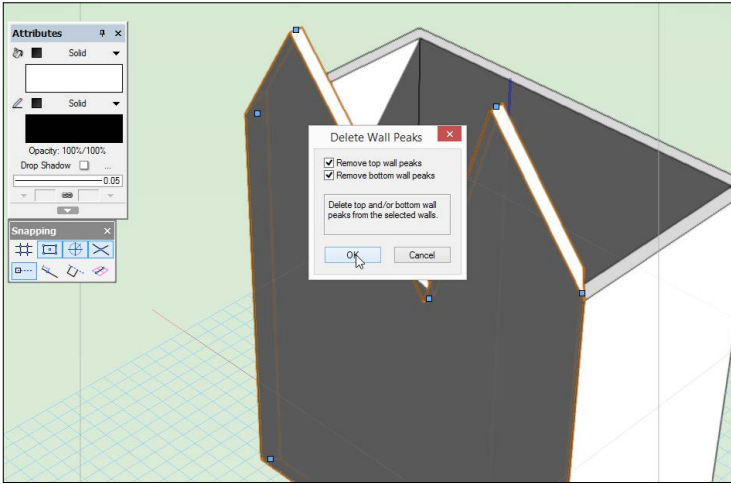 Attributes
Solid
Solid
Opacity: 100%/100%
Drop Shadow ...
0.05
Snapping
Delete Wall Peaks
Remove top wall peaks
Remove bottom wall peaks
Delete top and/or bottom wall
peaks from the selected walls.
OK
Cancel